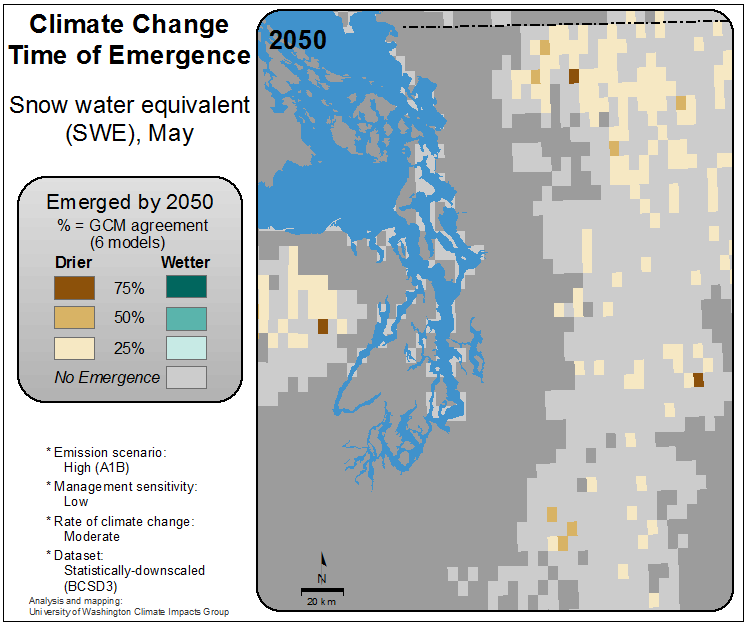 Climate Change
Time of Emergence
Snow water equivalent
(SWE), May
Emerged by 2050
% = GCM agreement
(6 models)
Drier Wetter
75%
50%
25%
No Emergence
* Emission scenario:
High (A1B)
* Management sensitivity:
Low
* Rate of climate change:
Moderate
* Dataset:
Statistically-downscaled
(BCSD3)
Analysis and mapping:
University of Washington Climate Impacts Group
2050
N
20 km